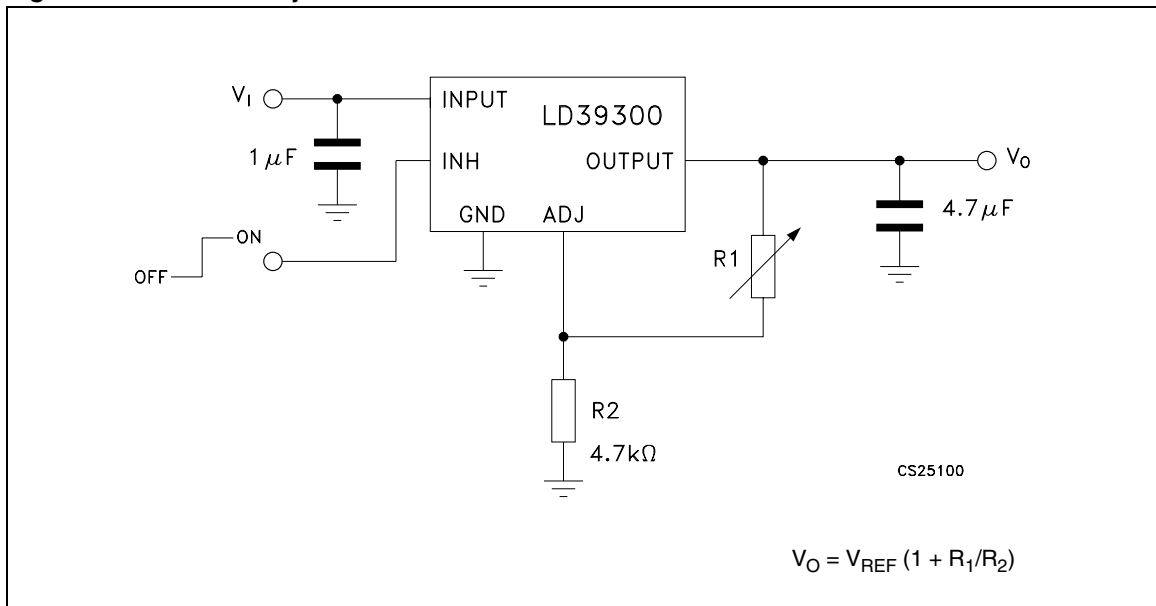 V_I
INPUT
LD39300
1 μF
INH
OUTPUT
V_O
GND
ADJ
4.7μF
ON
OFF
R1
R2
4.7kΩ
CS25100
V_O = V_REF (1 + R_1/R_2)